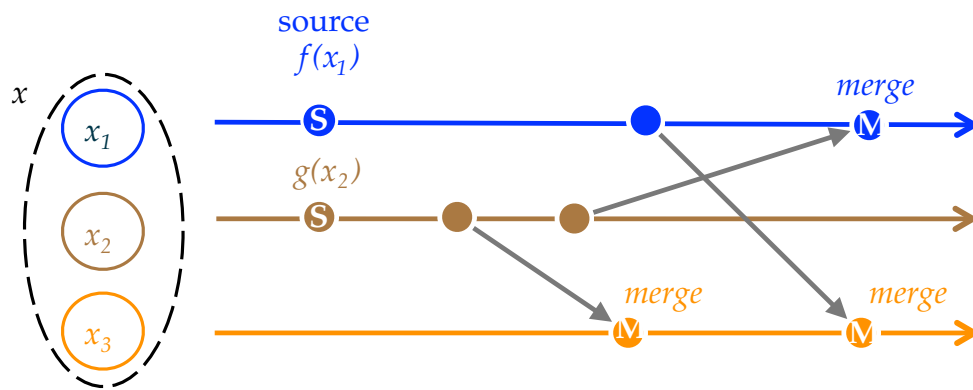 source
f(x₁)
x
x₁
S
merge
M
g(x₂)
x₂
S
merge
merge
x₃
M
M